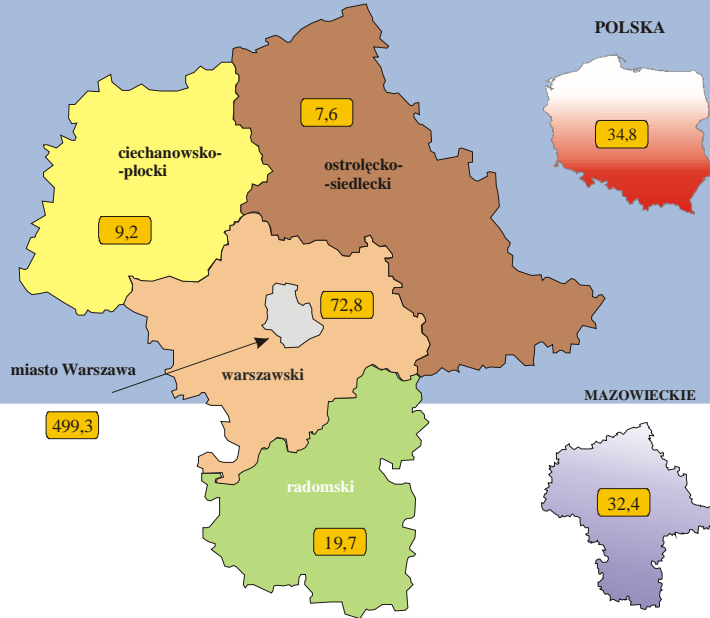 POLSKA
34,8
7,6
ciechanowsko-
-płocki
ostrołęcko-
-siedlecki
9,2
72,8
miasto Warszawa
warszawski
499,3
MAZOWIECKIE
radomski
32,4
19,7